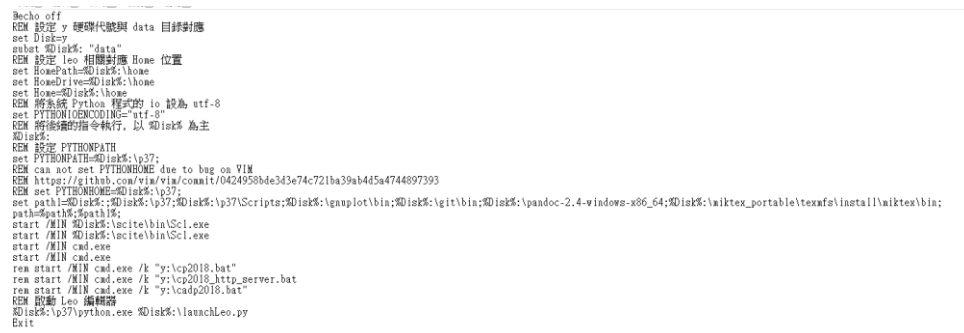 @echo off
REM 設定 y 硬碟代號與 data 目錄對應
set Disk=y
subst %Disk%: "data"
REM 設定 leo 相關對應 Home 位置
set HomePath=%Disk%:\home
set HomeDrive=%Disk%:\home
set Home=%Disk%:\home
REM 將系統 Python 程式的 io 設為 utf-8
set PYTHONIOENCODING="utf-8"
REM 將後續的指令執行, 以 %Disk% 為主
%Disk%:
REM 設定 PYTHONPATH
set PYTHONPATH=%Disk%:\p37;
REM can not set PYTHONHOME due to bug on VIM
REM https://github.com/vim/vim/commit/0424958bde3d3e74c721ba39ab4d5a4744897393
REM set PYTHONHOME=%Disk%:\p37;
set path1=%Disk%:;%Disk%:\p37;%Disk%:\p37\Scripts;%Disk%:\gnuplot\bin;%Disk%:\git\bin;%Disk%:\pandoc-2.4-windows-x86_64;%Disk%:\miktex_portable\texmfs\install\miktex\bin;
path=%path%;%path1%;
start /MIN %Disk%:\scite\bin\Sc1.exe
start /MIN %Disk%:\scite\bin\Sc1.exe
start /MIN cmd.exe
start /MIN cmd.exe
rem start /MIN cmd.exe /k "y:\cp2018.bat"
rem start /MIN cmd.exe /k "y:\cp2018_http_server.bat
rem start /MIN cmd.exe /k "y:\cadp2018.bat"
REM 啟動 Leo 編輯器
%Disk%:\p37\python.exe %Disk%:\launchLeo.py
Exit